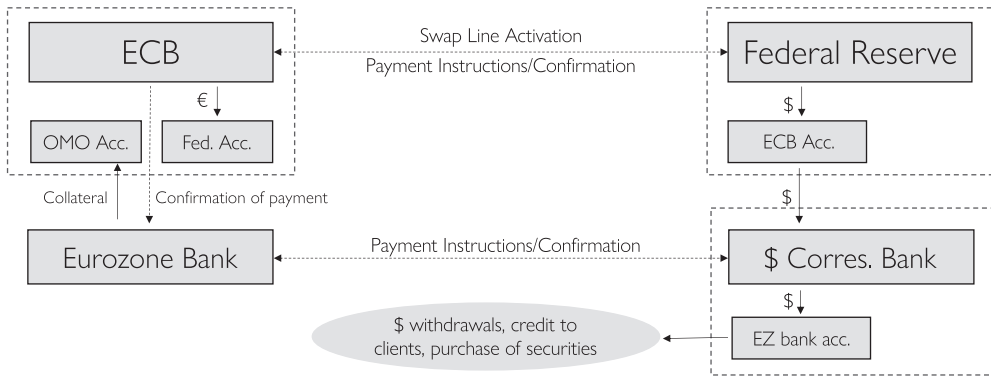 ECB
Swap Line Activation
Federal Reserve
Payment Instructions/Confirmation
€
$
OMO Acc.
Fed. Acc.
ECB Acc.
Collateral
Confirmation of payment
$
Eurozone Bank
Payment Instructions/Confirmation
$ Corres. Bank
$
$ withdrawals, credit to
clients, purchase of securities
EZ bank acc.